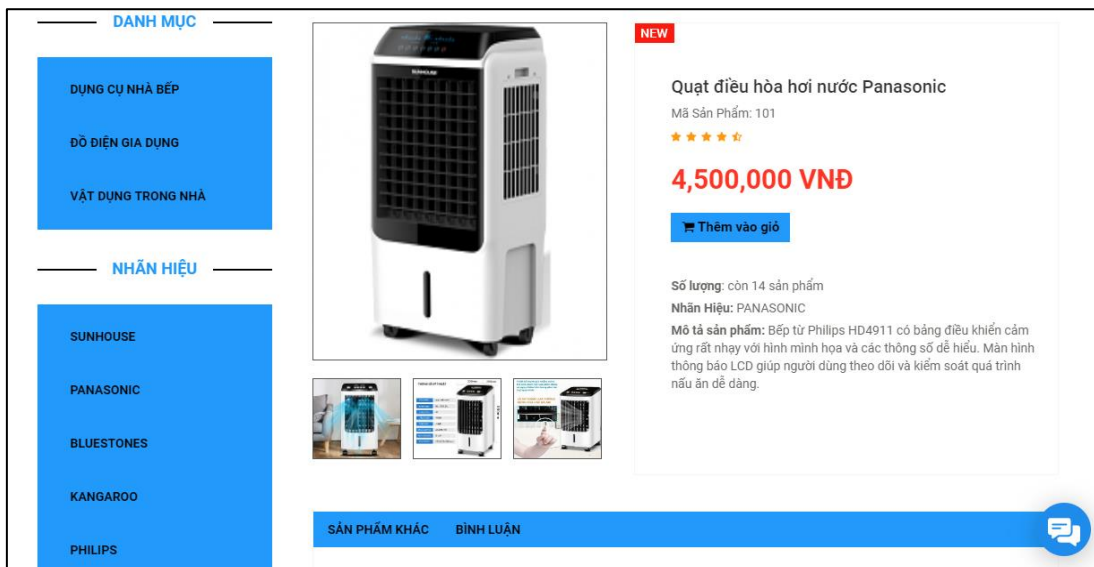 DANH MỤC
DỤNG CỤ NHÀ BẾP
ĐỒ ĐIỆN GIA DỤNG
VẬT DỤNG TRONG NHÀ
NHÃN HIỆU
SUNHOUSE
PANASONIC
BLUESTONES
KANGAROO
PHILIPS
SUNHOUSE
NEW
Quạt điều hòa hơi nước Panasonic
Mã Sản Phẩm: 101
4,500,000 VNĐ
Thêm vào giỏ
Số lượng: còn 14 sản phẩm
Nhãn Hiệu: PANASONIC
Mô tả sản phẩm: Bếp từ Philips HD4911 có bảng điều khiển cảm
ứng rất nhạy với hình mình họa và các thông số dễ hiểu. Màn hình
thông báo LCD giúp người dùng theo dõi và kiểm soát quá trình
nấu ăn dễ dàng.
SẢN PHẨM KHÁC BÌNH LUẬN